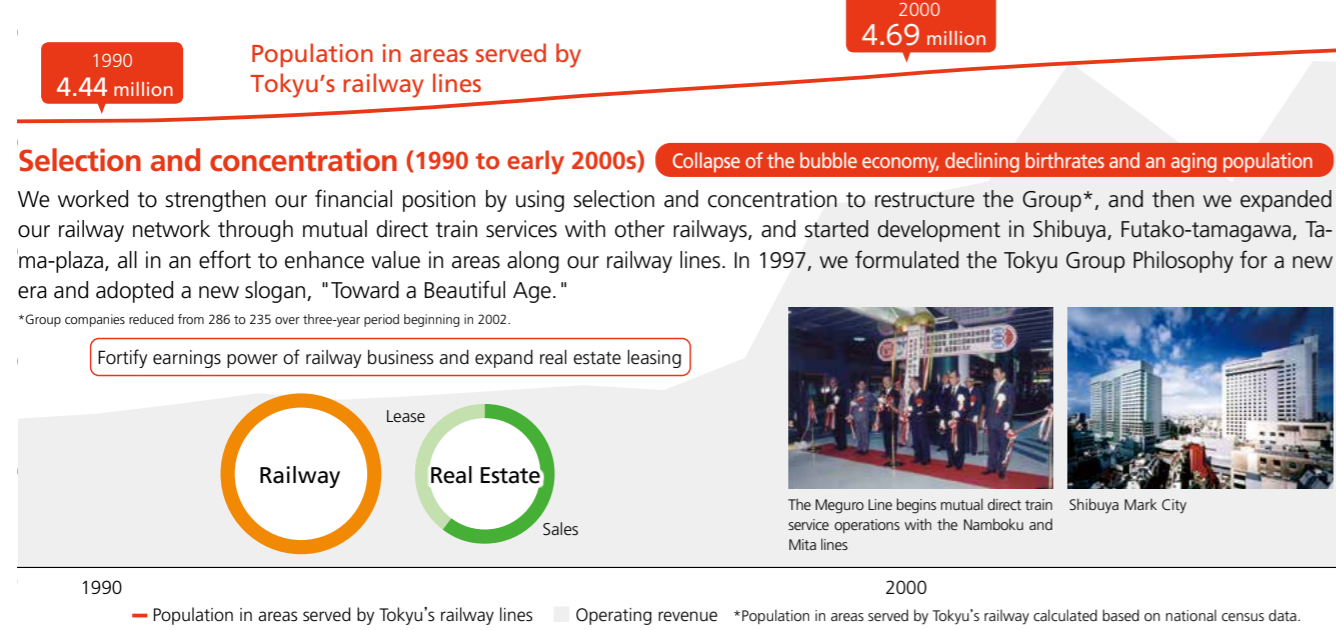 1990
4.44 million
Population in areas served by
Tokyu's railway lines
2000
4.69 million
Selection and concentration (1990 to early 2000s)
Collapse of the bubble economy, declining birthrates and an aging population
We worked to strengthen our financial position by using selection and concentration to restructure the Group*, and then we expanded
our railway network through mutual direct train services with other railways, and started development in Shibuya, Futako-tamagawa, Ta-
ma-plaza, all in an effort to enhance value in areas along our railway lines. In 1997, we formulated the Tokyu Group Philosophy for a new
era and adopted a new slogan, "Toward a Beautiful Age."
*Group companies reduced from 286 to 235 over three-year period beginning in 2002.
Fortify earnings power of railway business and expand real estate leasing
Railway
Lease
Real Estate
Sales
The Meguro Line begins mutual direct train
service operations with the Namboku and
Mita lines
Shibuya Mark City
1990
2000
Population in areas served by Tokyu's railway lines
Operating revenue
*Population in areas served by Tokyu's railway calculated based on national census data.